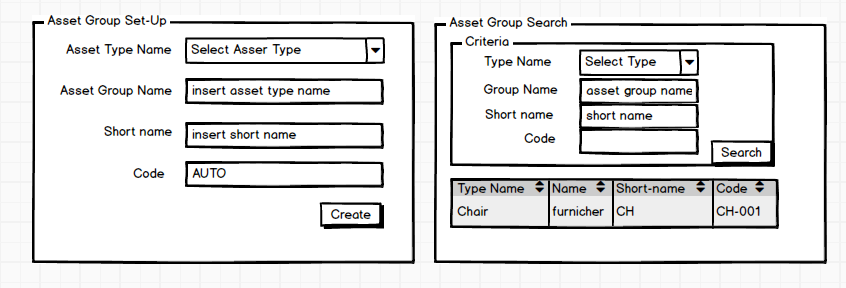 Asset Group Set-Up
Asset Type Name Select Asser Type
Asset Group Name insert asset type name
Short name insert short name
Code AUTO
Create
Asset Group Search
Criteria
Type Name Select Type
Group Name asset group name
Short name short name
Code
Search
Type Name Name Short-name Code
Chair furnicher CH CH-001